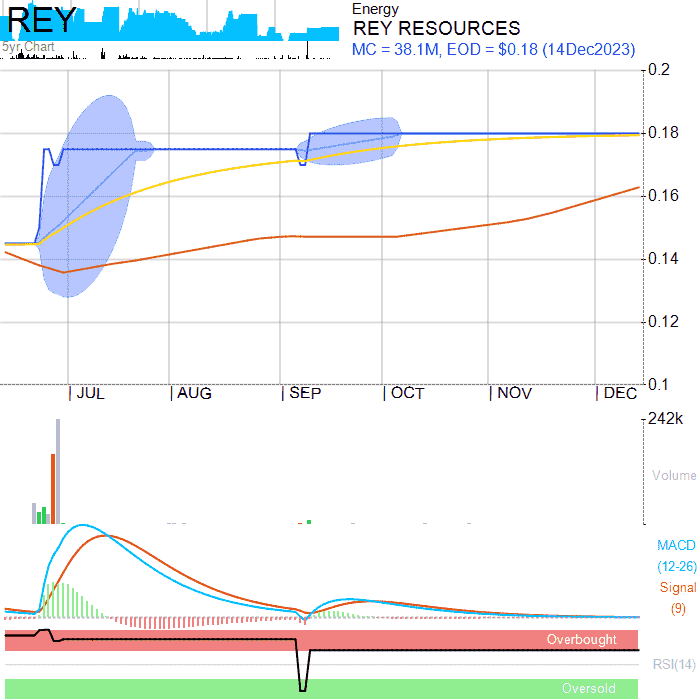 REY
5yr Chart
Energy
REY RESOURCES
MC = 38.1M, EOD = $0.18 (14Dec2023)
0.2
0.18
0.16
0.14
0.12
0.1
JUL AUG SEP OCT NOV DEC
242k
Volume
MACD
(12-26)
Signal
(9)
Overbought
RSI(14)
Oversold